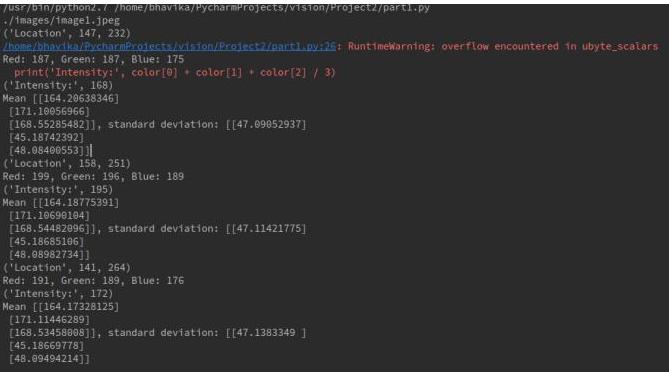 /usr/bin/python2.7 /home/bhavika/PycharmProjects/vision/Project2/part1.py
./images/image1.jpeg
('Location', 147, 232)
/home/bhavika/PycharmProjects/vision/Project2/part1.py:26: RuntimeWarning: overflow encountered in ubyte_scalars
Red: 187, Green: 187, Blue: 175
  print('Intensity:', color[0] + color[1] + color[2] / 3)
('Intensity:', 168)
Mean [[164.20638346]
 [171.10056966]
 [168.55285482]], standard deviation: [[47.09052937]
 [45.18742392]
 [48.08400553]]
('Location', 158, 251)
Red: 199, Green: 196, Blue: 189
('Intensity:', 195)
Mean [[164.18775391]
 [171.10690104]
 [168.54482096]], standard deviation: [[47.11421775]
 [45.18685106]
 [48.08982734]]
('Location', 141, 264)
Red: 191, Green: 189, Blue: 176
('Intensity:', 172)
Mean [[164.17328125]
 [171.11446289]
 [168.53458008]], standard deviation: [[47.1383349 ]
 [45.18669778]
 [48.09494214]]